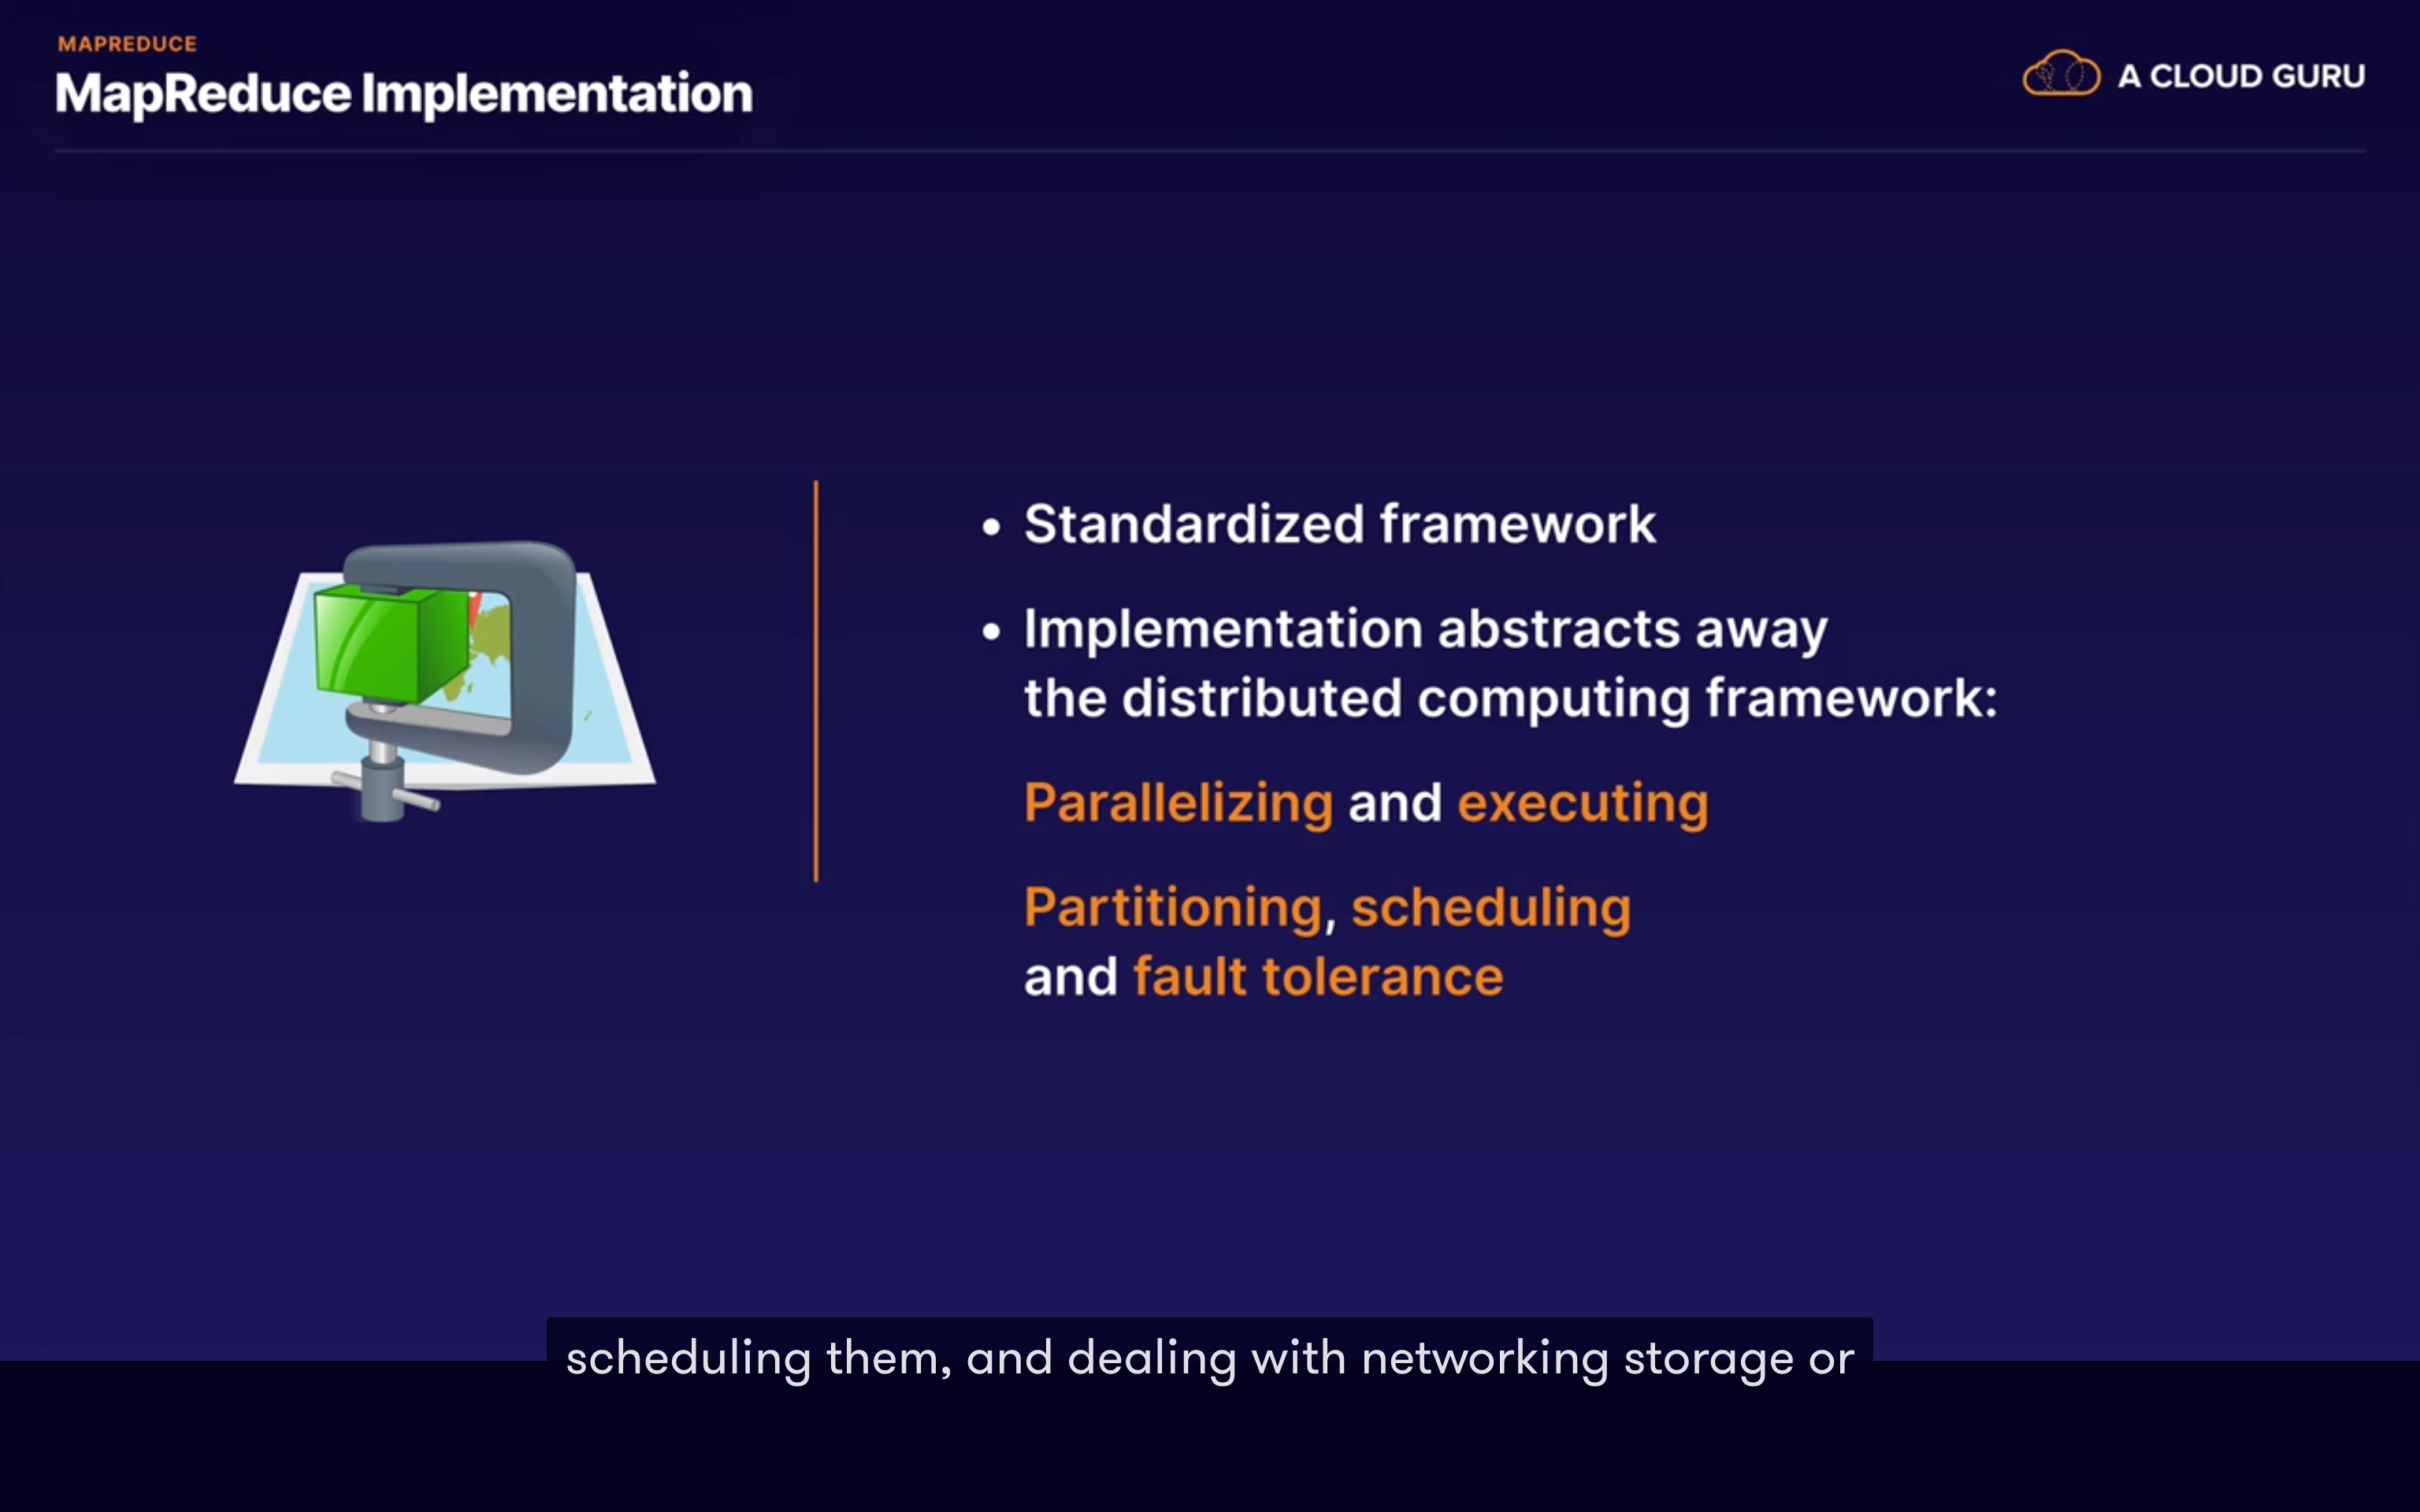 MAPREDUCE
MapReduce Implementation
A CLOUD GURU
• Standardized framework
• Implementation abstracts away
the distributed computing framework:
Parallelizing and executing
Partitioning, scheduling
and fault tolerance
scheduling them, and dealing with networking storage or